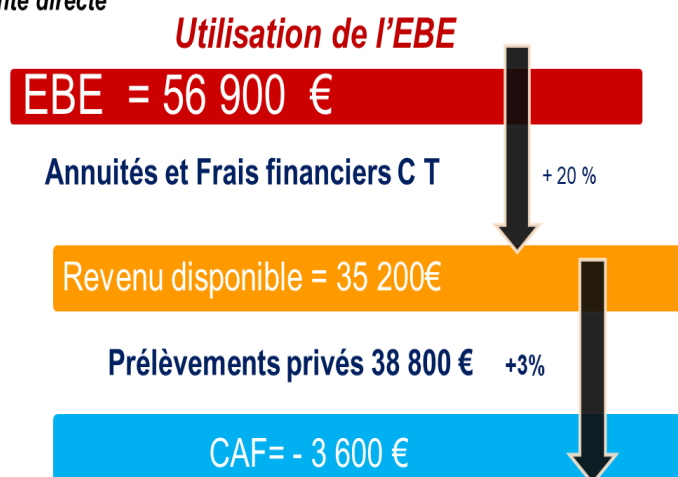 directe
Utilisation de l’EBE
EBE = 56 900 €
Annuités et Frais financiers C T + 20 %
Revenu disponible = 35 200€
Prélèvements privés 38 800 € +3%
CAF= - 3 600 €